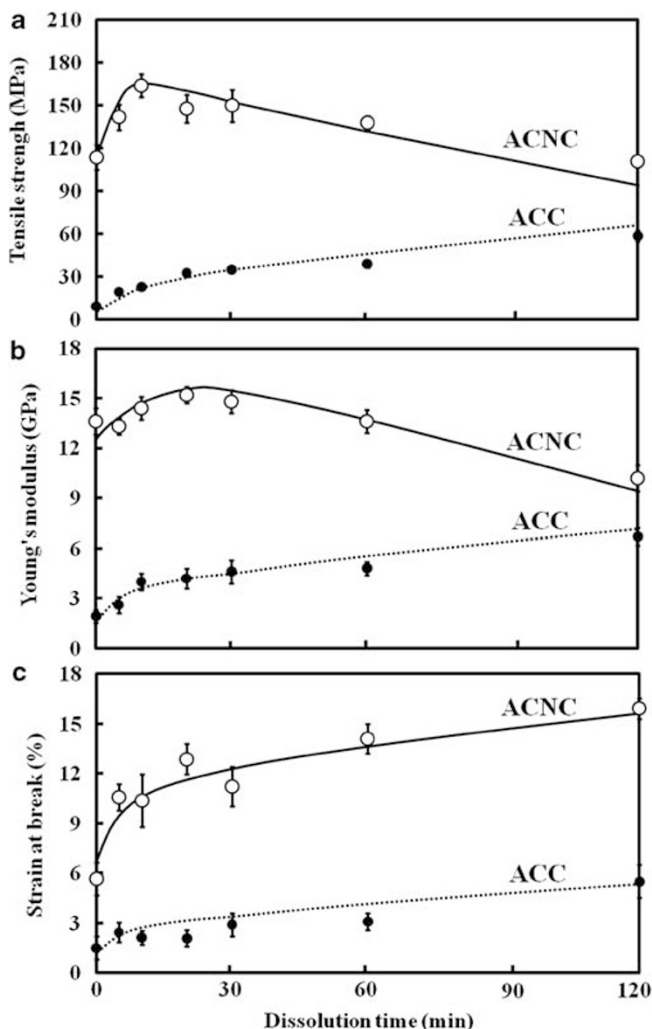 a
210
180
150
120
90
60
30
0
Tensile strengh (MPa)
ACNC
ACC
b
18
15
12
9
6
3
0
Young's modulus (GPa)
ACNC
ACC
c
18
15
12
9
6
3
0
Strain at break (%)
ACNC
ACC
0 30 60 90 120
Dissolution time (min)